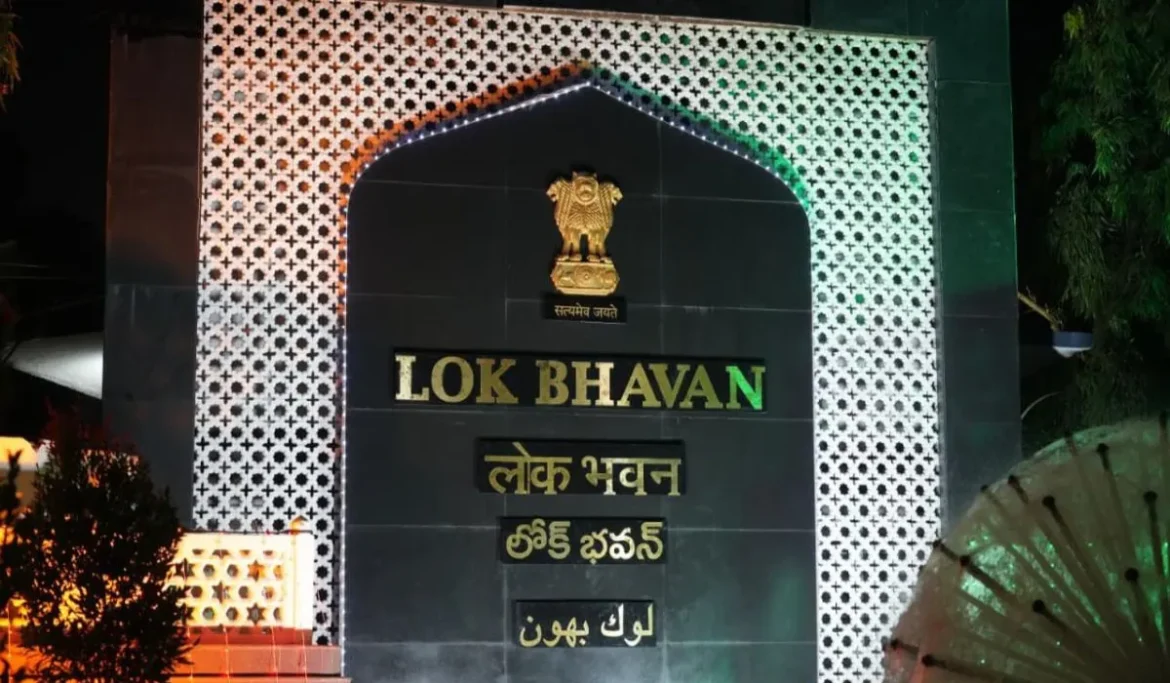 सत्यमेव जयते
LOK BHAVAN
लोक भवन
లోక్ భవన్
لوک بھون